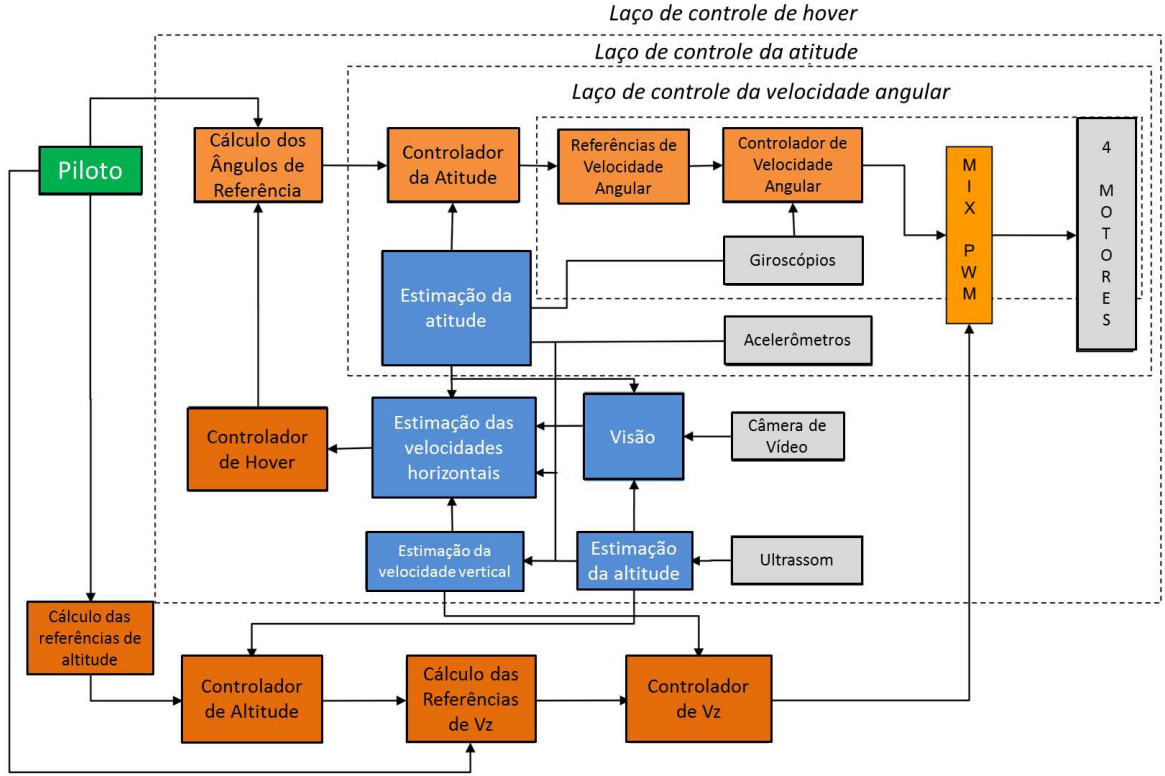 Laço de controle de hover
Laço de controle da atitude
Laço de controle da velocidade angular
Piloto
Cálculo dos
Ângulos de
Referência
Controlador
da Atitude
Referências de
Velocidade
Angular
Controlador de
Velocidade
Angular
MIX PWM
4 MOTORES
Giroscópios
Estimação da
atitude
Acelerômetros
Controlador
de Hover
Estimação das
velocidades
horizontais
Visão
Câmera de
Vídeo
Estimação da
velocidade vertical
Estimação
da altitude
Ultrassom
Cálculo das
referências de
altitude
Controlador
de Altitude
Cálculo das
Referências
de Vz
Controlador
de Vz